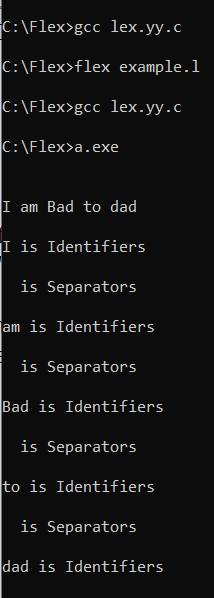 C:\Flex>gcc lex.yy.c
C:\Flex>flex example.l
C:\Flex>gcc lex.yy.c
C:\Flex>a.exe
I am Bad to dad
I is Identifiers
  is Separators
am is Identifiers
  is Separators
Bad is Identifiers
  is Separators
to is Identifiers
  is Separators
dad is Identifiers